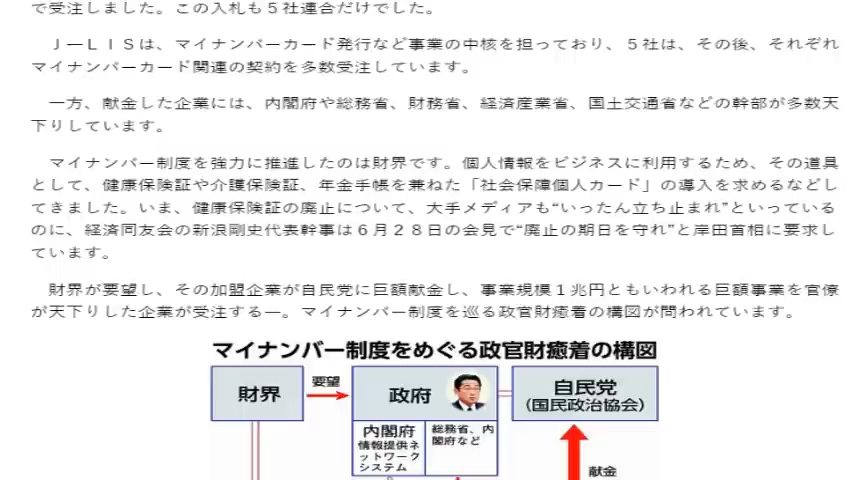 で受注しました。この入札も５社連合だけでした。
Ｊ―ＬＩＳは、マイナンバーカード発行など事業の中核を担っており、５社は、その後、それぞれ
マイナンバーカード関連の契約を多数受注しています。
一方、献金した企業には、内閣府や総務省、財務省、経済産業省、国土交通省などの幹部が多数天
下りしています。
マイナンバー制度を強力に推進したのは財界です。個人情報をビジネスに利用するため、その道具
として、健康保険証や介護保険証、年金手帳を兼ねた「社会保障個人カード」の導入を求めるなどし
てきました。いま、健康保険証の廃止について、大手メディアも“いったん立ち止まれ”といっている
のに、経済同友会の新浪剛史代表幹事は６月２８日の会見で“廃止の期日を守れ”と岸田首相に要求し
ています。
財界が要望し、その加盟企業が自民党に巨額献金し、事業規模１兆円ともいわれる巨額事業を官僚
が天下りした企業が受注する―。マイナンバー制度を巡る政官財癒着の構図が問われています。
マイナンバー制度をめぐる政官財癒着の構図
財界
要望
政府
自民党
(国民政治協会)
内閣府
情報提供ネ
ットワーク
システム
総務省、内
閣府など
献金